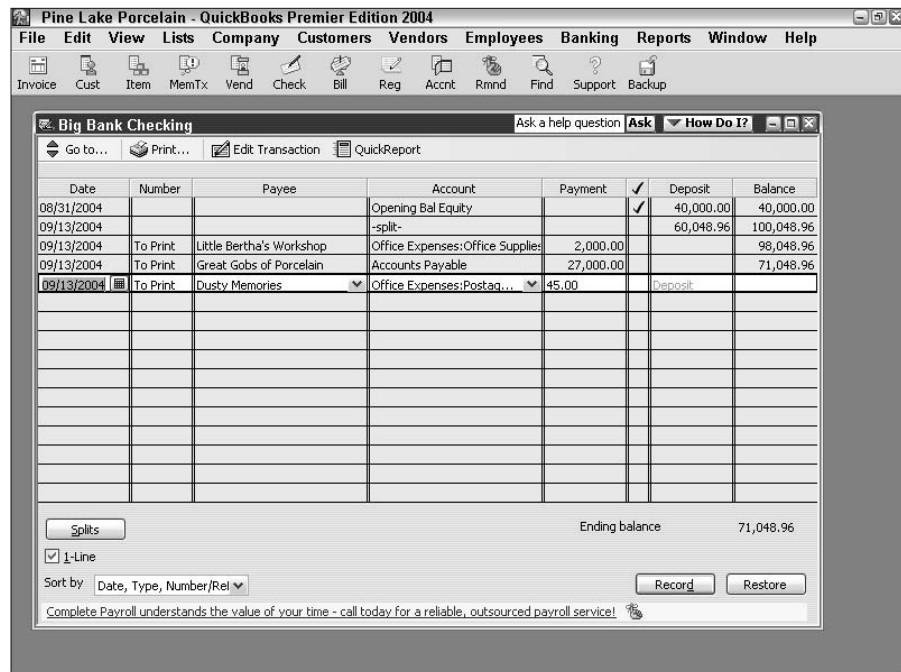 Pine Lake Porcelain - QuickBooks Premier Edition 2004
File Edit View Lists Company Customers Vendors Employees Banking Reports Window Help
Invoice Cust Item MemTx Vend Check Bill Reg Accnt Rmnd Find Support Backup
Big Bank Checking Ask a help question Ask How Do I?
Go to... Print... Edit Transaction QuickReport
Date Number Payee Account Payment ✓ Deposit Balance
08/31/2004 Opening Bal Equity ✓ 40,000.00 40,000.00
09/13/2004 -split- 60,048.96 100,048.96
09/13/2004 To Print Little Bertha's Workshop Office Expenses:Office Supplies 2,000.00 98,048.96
09/13/2004 To Print Great Gobs of Porcelain Accounts Payable 27,000.00 71,048.96
09/13/2004 To Print Dusty Memories Office Expenses:Postag... 45.00 Deposit
Splits Ending balance 71,048.96
1-Line
Sort by Date, Type, Number/Rel Record Restore
Complete Payroll understands the value of your time - call today for a reliable, outsourced payroll service!